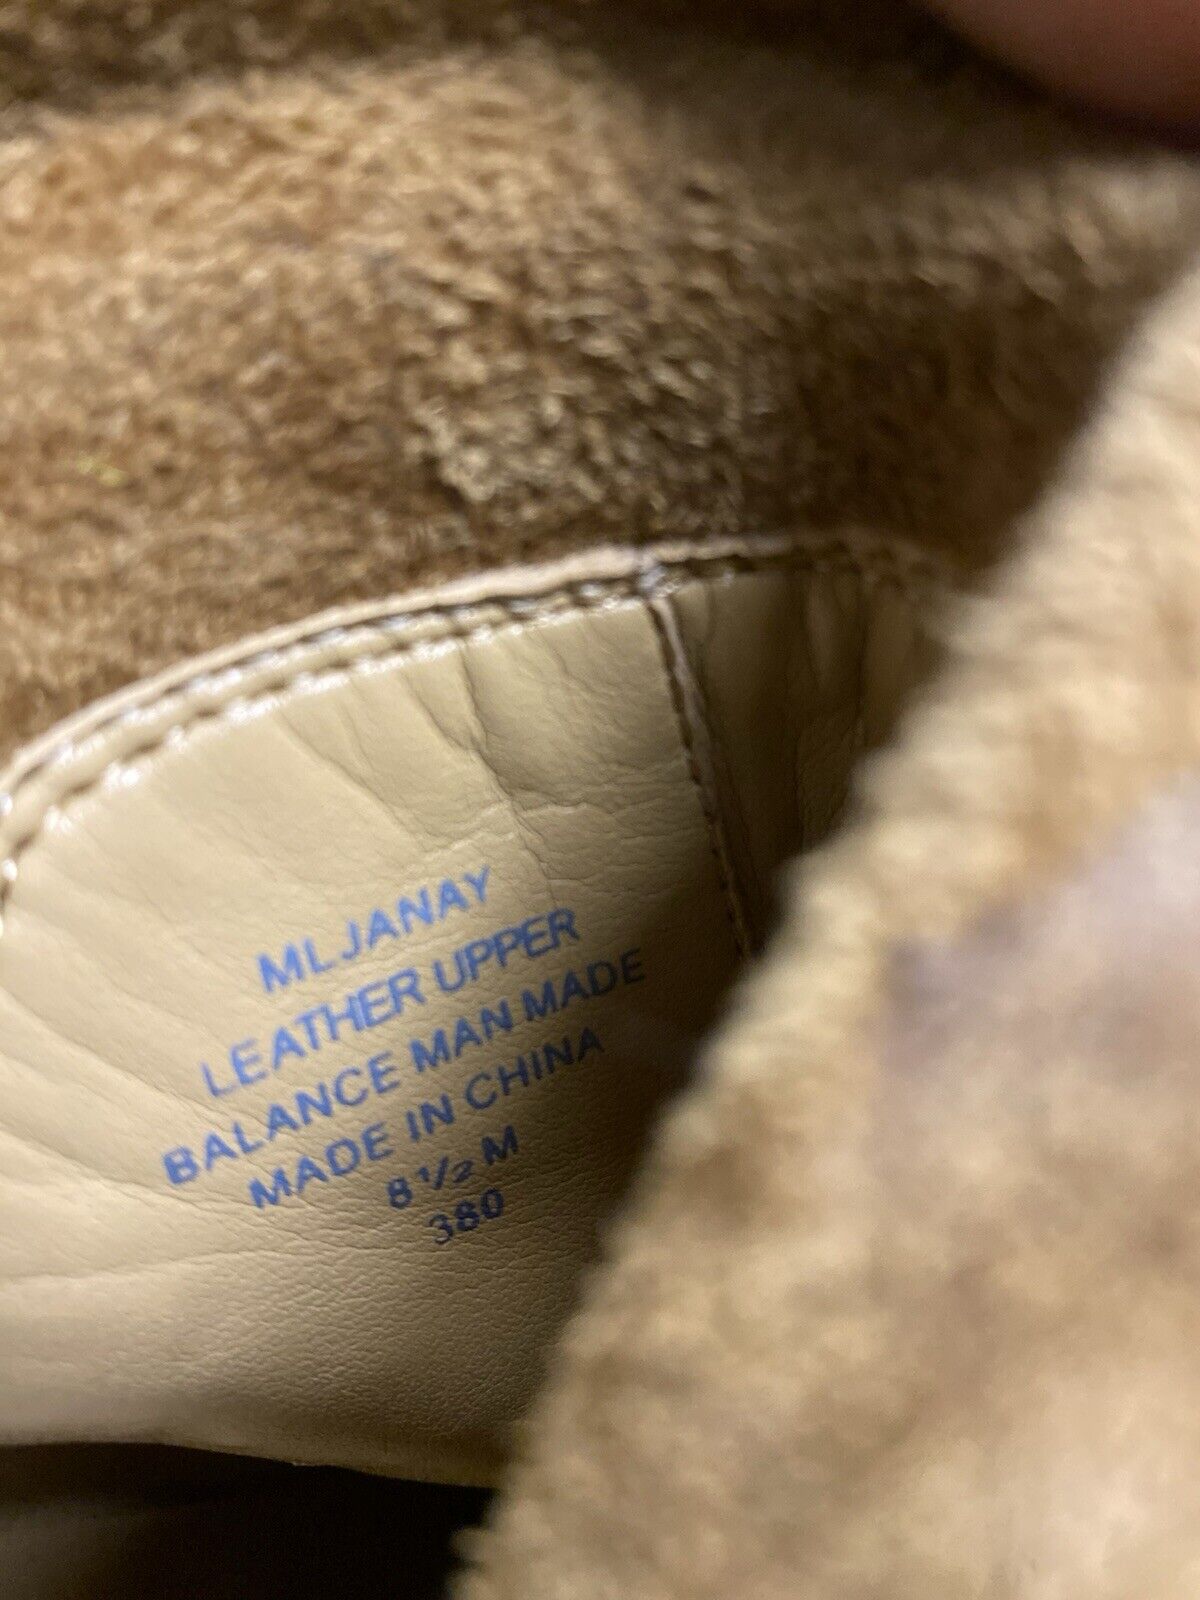 MLJANAY
LEATHER UPPER
BALANCE MAN MADE
MADE IN CHINA
8 1/2 M
380